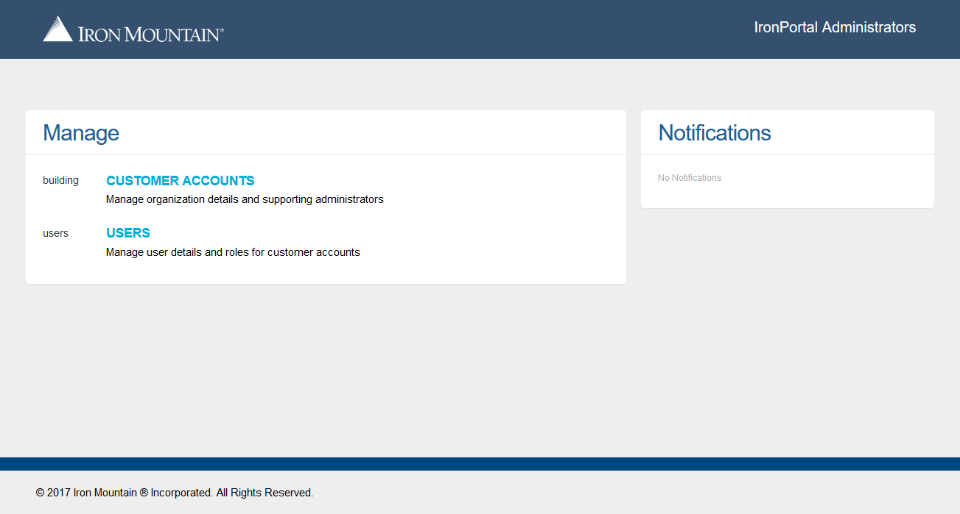 IRON MOUNTAIN®
IronPortal Administrators
Manage
building
CUSTOMER ACCOUNTS
Manage organization details and supporting administrators
users
USERS
Manage user details and roles for customer accounts
Notifications
No Notifications
© 2017 Iron Mountain ® Incorporated. All Rights Reserved.